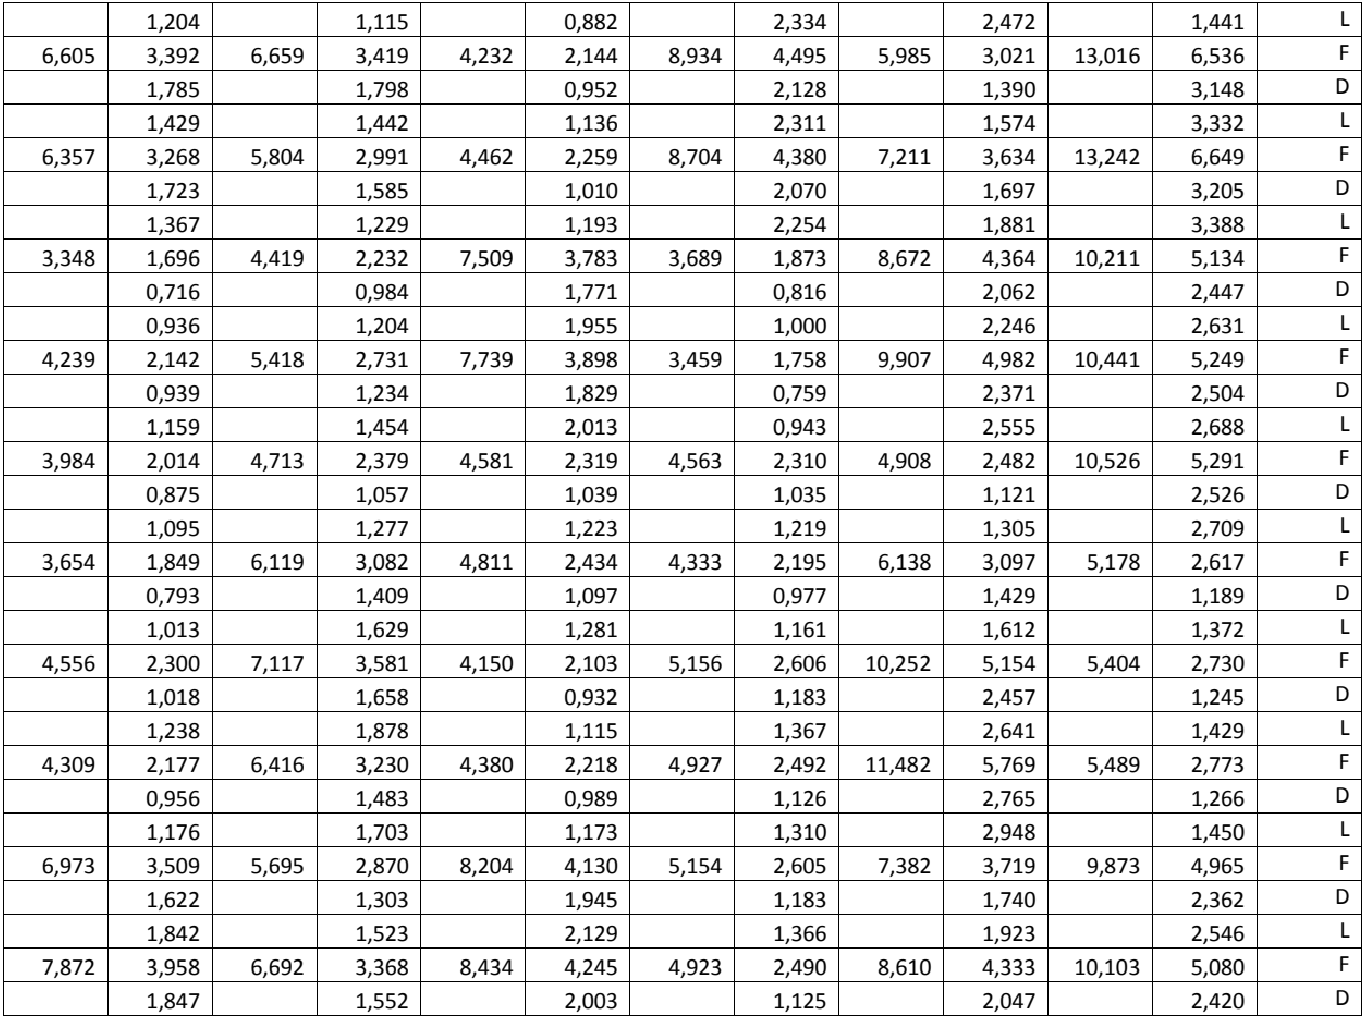 1,204 1,115 0,882 2,334 2,472 1,441 L
6,605 3,392 6,659 3,419 4,232 2,144 8,934 4,495 5,985 3,021 13,016 6,536 F
1,785 1,798 0,952 2,128 1,390 3,148 D
1,429 1,442 1,136 2,311 1,574 3,332 L
6,357 3,268 5,804 2,991 4,462 2,259 8,704 4,380 7,211 3,634 13,242 6,649 F
1,723 1,585 1,010 2,070 1,697 3,205 D
1,367 1,229 1,193 2,254 1,881 3,388 L
3,348 1,696 4,419 2,232 7,509 3,783 3,689 1,873 8,672 4,364 10,211 5,134 F
0,716 0,984 1,771 0,816 2,062 2,447 D
0,936 1,204 1,955 1,000 2,246 2,631 L
4,239 2,142 5,418 2,731 7,739 3,898 3,459 1,758 9,907 4,982 10,441 5,249 F
0,939 1,234 1,829 0,759 2,371 2,504 D
1,159 1,454 2,013 0,943 2,555 2,688 L
3,984 2,014 4,713 2,379 4,581 2,319 4,563 2,310 4,908 2,482 10,526 5,291 F
0,875 1,057 1,039 1,035 1,121 2,526 D
1,095 1,277 1,223 1,219 1,305 2,709 L
3,654 1,849 6,119 3,082 4,811 2,434 4,333 2,195 6,138 3,097 5,178 2,617 F
0,793 1,409 1,097 0,977 1,429 1,189 D
1,013 1,629 1,281 1,161 1,612 1,372 L
4,556 2,300 7,117 3,581 4,150 2,103 5,156 2,606 10,252 5,154 5,404 2,730 F
1,018 1,658 0,932 1,183 2,457 1,245 D
1,238 1,878 1,115 1,367 2,641 1,429 L
4,309 2,177 6,416 3,230 4,380 2,218 4,927 2,492 11,482 5,769 5,489 2,773 F
0,956 1,483 0,989 1,126 2,765 1,266 D
1,176 1,703 1,173 1,310 2,948 1,450 L
6,973 3,509 5,695 2,870 8,204 4,130 5,154 2,605 7,382 3,719 9,873 4,965 F
1,622 1,303 1,945 1,183 1,740 2,362 D
1,842 1,523 2,129 1,366 1,923 2,546 L
7,872 3,958 6,692 3,368 8,434 4,245 4,923 2,490 8,610 4,333 10,103 5,080 F
1,847 1,552 2,003 1,125 2,047 2,420 D